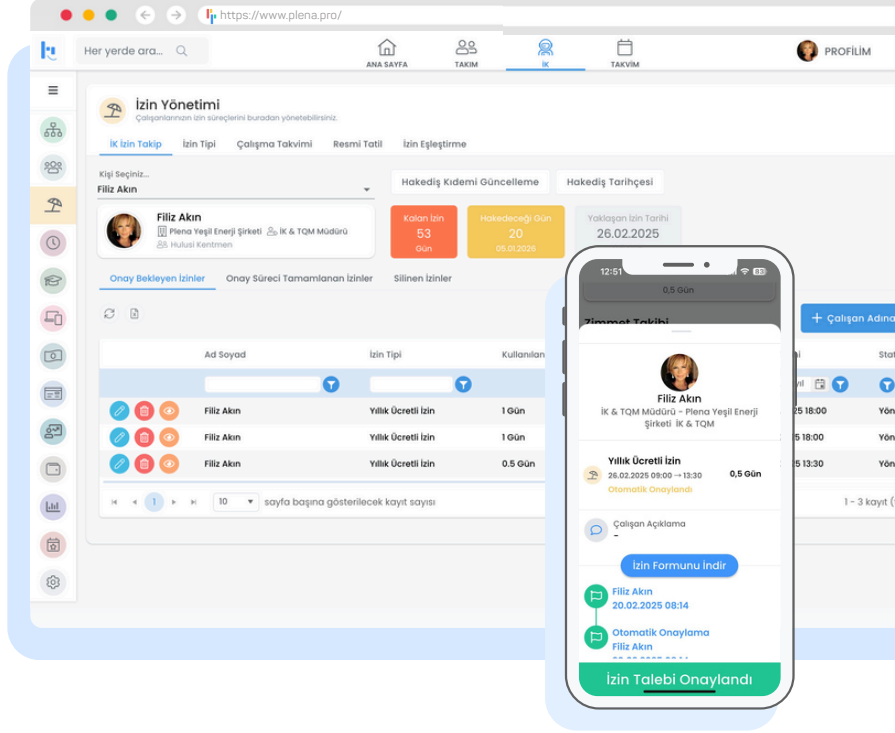 https://www.plena.pro/
Her yerde ara...
ANA SAYFA
TAKIM
İK
TAKVİM
PROFİLİM
İzin Yönetimi
Çalışanlarınızın izin süreçlerini buradan yönetebilirsiniz.
İK İzin Takip
İzin Tipi
Çalışma Takvimi
Resmi Tatil
İzin Eşleştirme
Kişi Seçiniz...
Filiz Akın
Hakediş Kıdemi Güncelleme
Hakediş Tarihçesi
Filiz Akın
Plena Yeşil Enerji Şirketi
İK & TQM Müdürü
Hulusi Kentmen
Kalan İzin
53
Gün
Hakedeceği Gün
20
05.01.2026
Yaklaşan İzin Tarihi
26.02.2025
Onay Bekleyen İzinler
Onay Süreci Tamamlanan İzinler
Silinen İzinler
+ Çalışan Adına
Ad Soyad
İzin Tipi
Kullanılan
Stat
Filiz Akın
Yıllık Ücretli İzin
1 Gün
25 18:00
Yön
Filiz Akın
Yıllık Ücretli İzin
1 Gün
5 18:00
Yön
Filiz Akın
Yıllık Ücretli İzin
0.5 Gün
5 13:30
Yön
1
10
sayfa başına gösterilecek kayıt sayısı
1 - 3 kayıt (
12:51
0,5 Gün
Zimmet Takibi
Filiz Akın
İK & TQM Müdürü - Plena Yeşil Enerji
Şirketi İK & TQM
Yıllık Ücretli İzin
26.02.2025 09:00 → 13:30
0,5 Gün
Otomatik Onaylandı
Çalışan Açıklama
-
İzin Formunu İndir
Filiz Akın
20.02.2025 08:14
Otomatik Onaylama
Filiz Akın
İzin Talebi Onaylandı